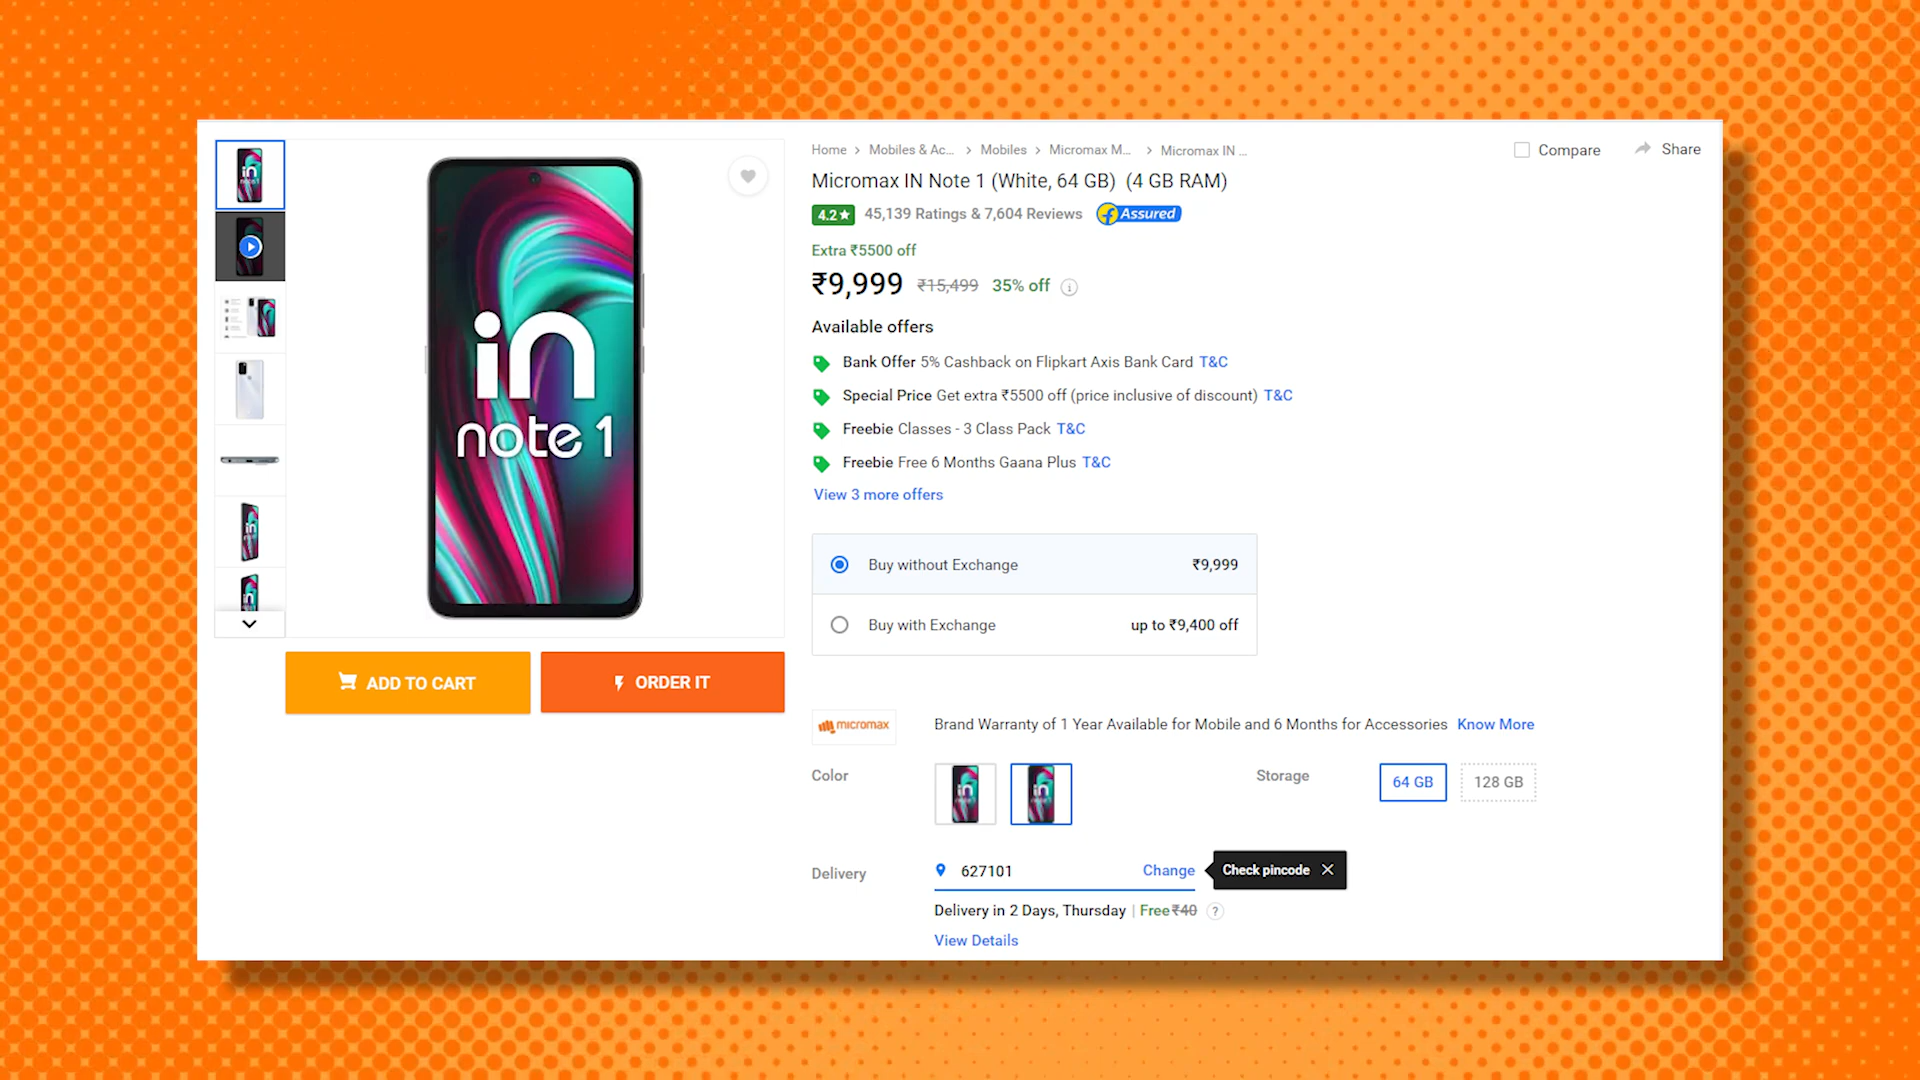 Home > Mobiles & Ac... > Mobiles > Micromax M... > Micromax IN ...
Compare
Share
Micromax IN Note 1 (White, 64 GB) (4 GB RAM)
4.2★ 45,139 Ratings & 7,604 Reviews Assured
Extra ₹5500 off
₹9,999 ₹15,499 35% off
Available offers
Bank Offer 5% Cashback on Flipkart Axis Bank Card T&C
Special Price Get extra ₹5500 off (price inclusive of discount) T&C
Freebie Classes - 3 Class Pack T&C
Freebie Free 6 Months Gaana Plus T&C
View 3 more offers
in
note 1
Buy without Exchange ₹9,999
Buy with Exchange up to ₹9,400 off
ADD TO CART
ORDER IT
micromax
Brand Warranty of 1 Year Available for Mobile and 6 Months for Accessories Know More
Color
Storage
64 GB
128 GB
Delivery
627101
Change
Check pincode
Delivery in 2 Days, Thursday | Free ₹40 ?
View Details